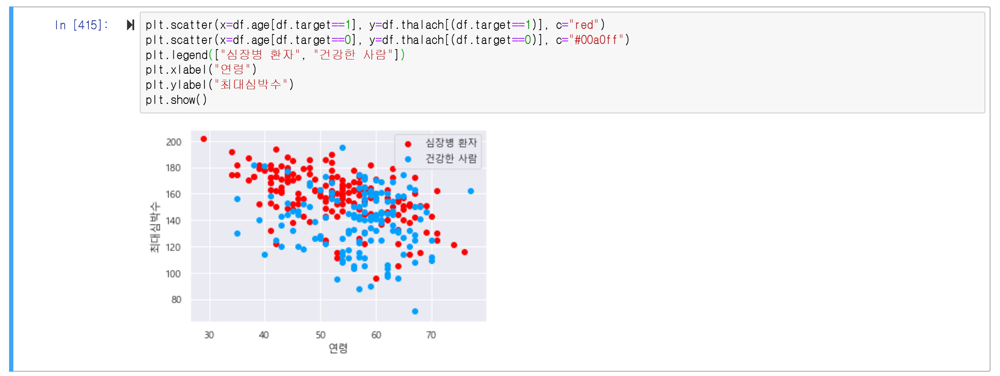 In [415]:
plt.scatter(x=df.age[df.target==1], y=df.thalach[(df.target==1)], c="red")
plt.scatter(x=df.age[df.target==0], y=df.thalach[(df.target==0)], c="#00a0ff")
plt.legend(["심장병 환자", "건강한 사람"])
plt.xlabel("연령")
plt.ylabel("최대심박수")
plt.show()
심장병 환자
건강한 사람
200
180
160
140
120
100
80
최대심박수
30 40 50 60 70
연령